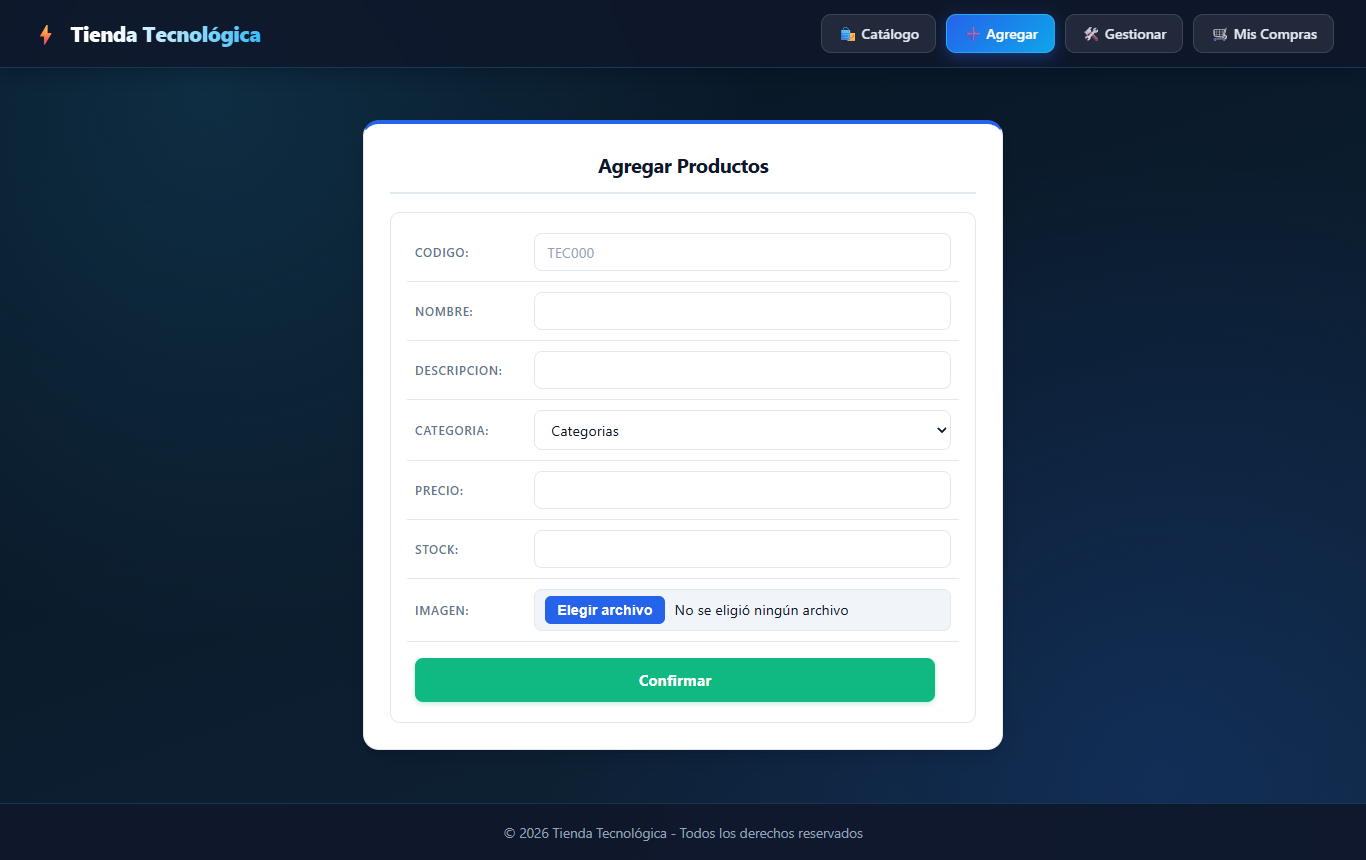 Tienda Tecnológica
Catálogo
Agregar
Gestionar
Mis Compras
Agregar Productos
CODIGO: TEC000
NOMBRE:
DESCRIPCION:
CATEGORIA: Categorias
PRECIO:
STOCK:
IMAGEN: Elegir archivo No se eligió ningún archivo
Confirmar
© 2026 Tienda Tecnológica - Todos los derechos reservados